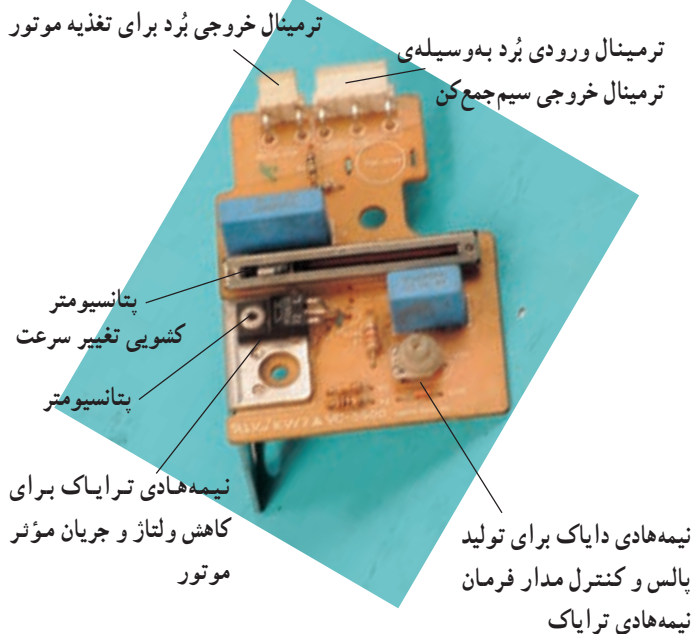 ترمینال خروجی بُرد برای تغذیه موتور
ترمینال ورودی بُرد به‌وسیله‌ی
ترمینال خروجی سیم‌جمع‌کن
پتانسیومتر
کشویی تغییر سرعت
پتانسیومتر
نیمه‌هادی ترایاک برای
کاهش ولتاژ و جریان مؤثر
موتور
نیمه‌هادی دایاک برای تولید
پالس و کنترل مدار فرمان
نیمه‌هادی ترایاک